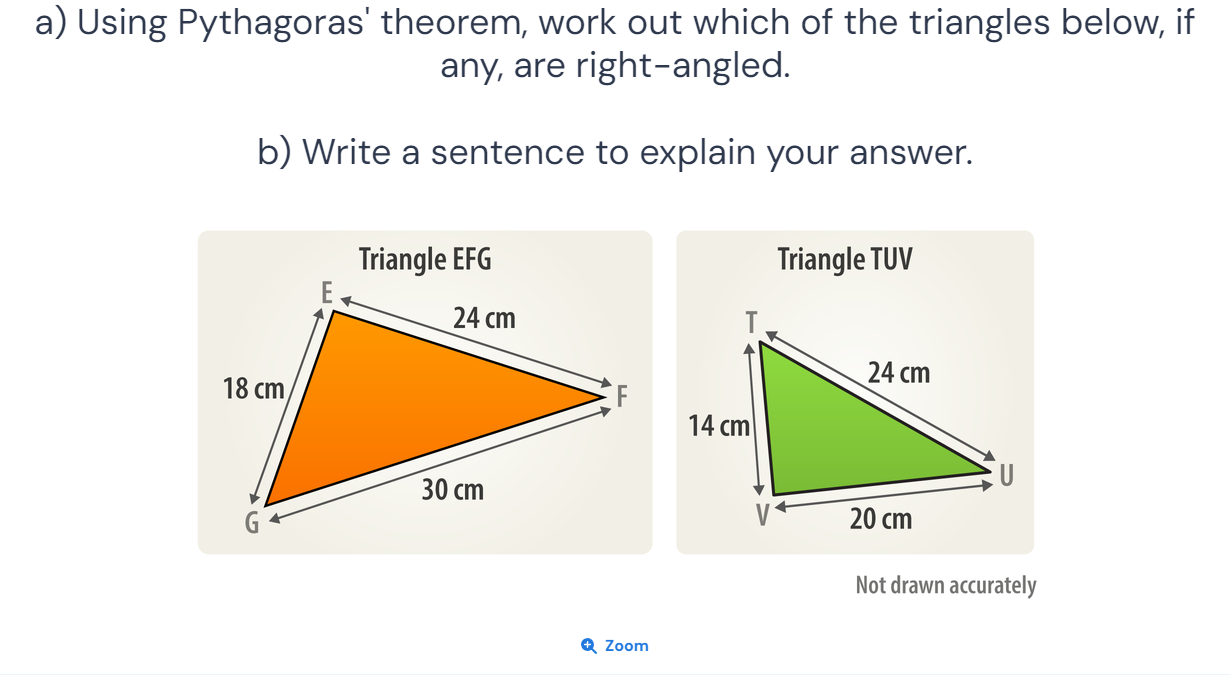 a) Using Pythagoras' theorem, work out which of the triangles below, if
any, are right-angled.
b) Write a sentence to explain your answer.
Triangle EFG
E
24 cm
18 cm
F
30 cm
G
Triangle TUV
T
24 cm
14 cm
U
V
20 cm
Not drawn accurately
Zoom